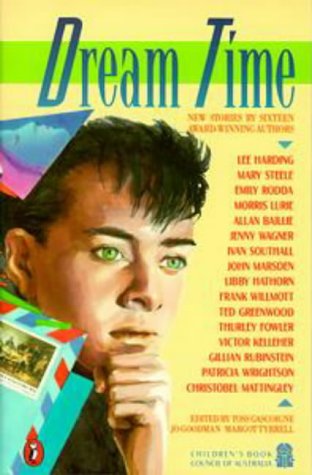 Dream Time
NEW STORIES BY SIXTEEN
AWARD-WINNING AUTHORS
LEE HARDING
MARY STEELE
EMILY RODDA
MORRIS LURIE
ALLAN BAILLIE
JENNY WAGNER
IVAN SOUTHALL
JOHN MARSDEN
LIBBY HATHORN
FRANK WILLMOTT
TED GREENWOOD
THURLEY FOWLER
VICTOR KELLEHER
GILLIAN RUBINSTEIN
PATRICIA WRIGHTSON
CHRISTOBEL MATTINGLEY
EDITED BY TOSS GASCOIGNE
JO GOODMAN MARGOT TYRRELL
CHILDREN'S BOOK
COUNCIL OF AUSTRALIA